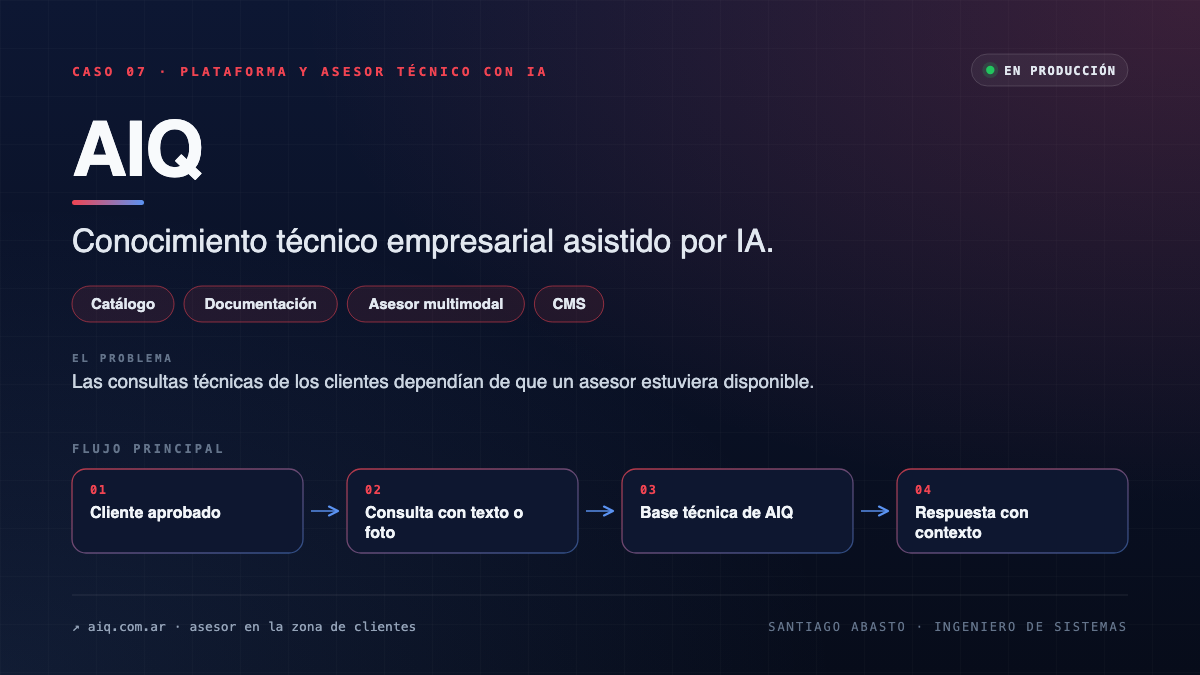 CASO 07 · PLATAFORMA Y ASESOR TÉCNICO CON IA
EN PRODUCCIÓN
AIQ
Conocimiento técnico empresarial asistido por IA.
Catálogo
Documentación
Asesor multimodal
CMS
EL PROBLEMA
Las consultas técnicas de los clientes dependían de que un asesor estuviera disponible.
FLUJO PRINCIPAL
01
Cliente aprobado
02
Consulta con texto o
foto
03
Base técnica de AIQ
04
Respuesta con
contexto
↗ aiq.com.ar · asesor en la zona de clientes
SANTIAGO ABASTO · INGENIERO DE SISTEMAS